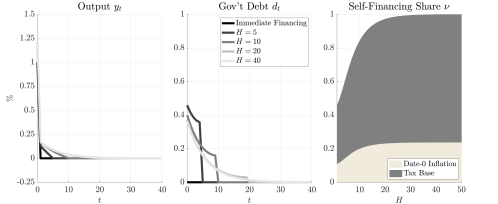 Output y_t
Gov't Debt d_t
Self-Financing Share ν
1.5
1.25
1
0.75
0.5
0.25
0
-0.25
%
0
10
20
30
40
t
1
0.8
0.6
0.4
0.2
0
Immediate Financing
H = 5
H = 10
H = 20
H = 40
0
10
20
30
40
t
1
0.8
0.6
0.4
0.2
0
Date-0 Inflation
Tax Base
10
20
30
40
50
H